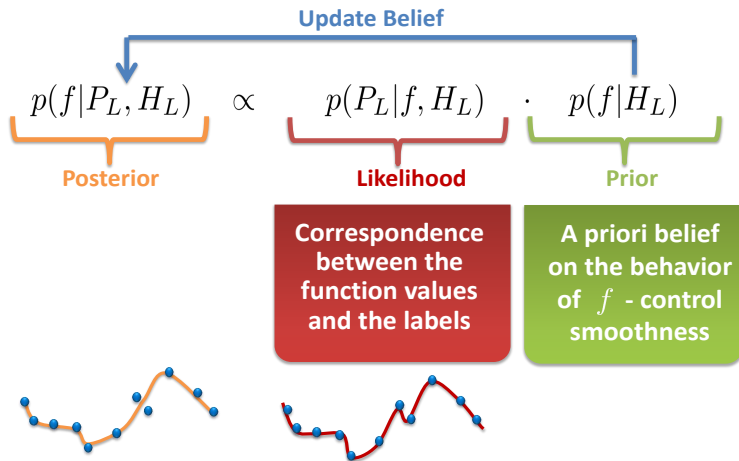 Update Belief
p(f|P_L, H_L) ∝ p(P_L|f, H_L) · p(f|H_L)
Posterior Likelihood Prior
Correspondence
between the
function values
and the labels
A priori belief
on the behavior
of f - control
smoothness